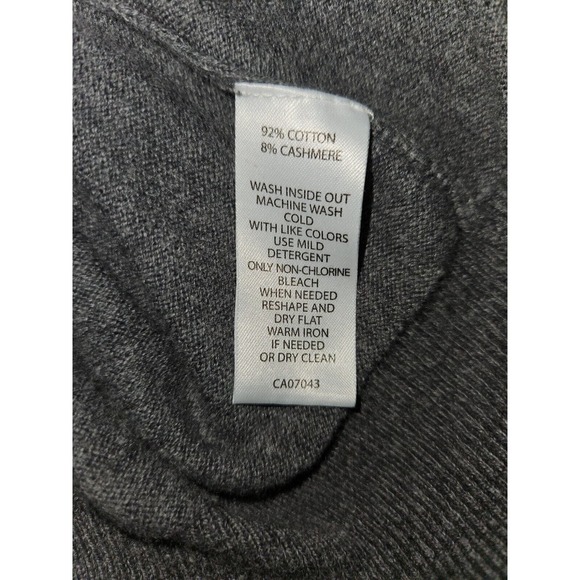 92% COTTON
8% CASHMERE
WASH INSIDE OUT
MACHINE WASH
COLD
WITH LIKE COLORS
USE MILD
DETERGENT
ONLY NON-CHLORINE
BLEACH
WHEN NEEDED
RESHAPE AND
DRY FLAT
WARM IRON
IF NEEDED
OR DRY CLEAN
CA07043